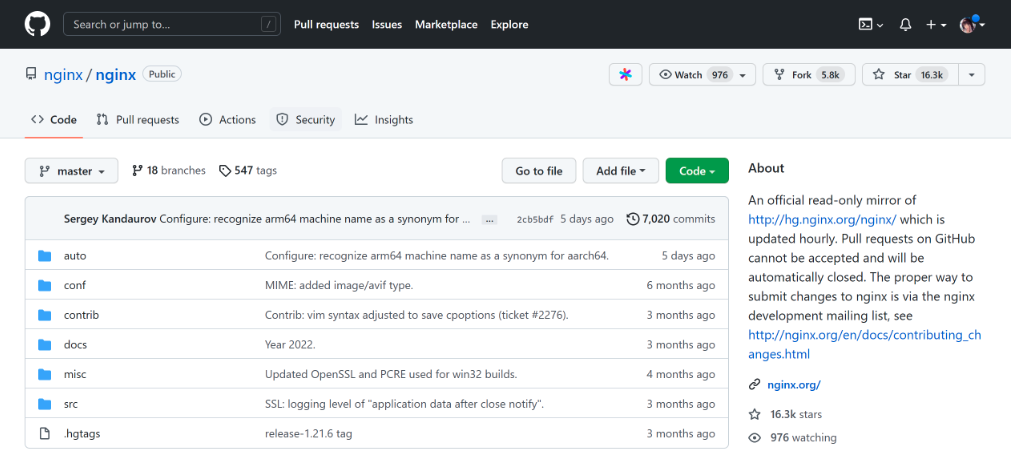 Search or jump to... /
Pull requests Issues Marketplace Explore
nginx / nginx Public
Watch 976 Fork 5.8k Star 16.3k
Code Pull requests Actions Security Insights
master 18 branches 547 tags Go to file Add file Code
Sergey Kandaurov Configure: recognize arm64 machine name as a synonym for ... ... 2cb5bdf 5 days ago 7,020 commits
auto Configure: recognize arm64 machine name as a synonym for aarch64. 5 days ago
conf MIME: added image/avif type. 6 months ago
contrib Contrib: vim syntax adjusted to save cpoptions (ticket #2276). 3 months ago
docs Year 2022. 3 months ago
misc Updated OpenSSL and PCRE used for win32 builds. 4 months ago
src SSL: logging level of "application data after close notify". 3 months ago
.hgtags release-1.21.6 tag 3 months ago
About
An official read-only mirror of
http://hg.nginx.org/nginx/ which is
updated hourly. Pull requests on GitHub
cannot be accepted and will be
automatically closed. The proper way to
submit changes to nginx is via the nginx
development mailing list, see
http://nginx.org/en/docs/contributing_ch
anges.html
nginx.org/
16.3k stars
976 watching